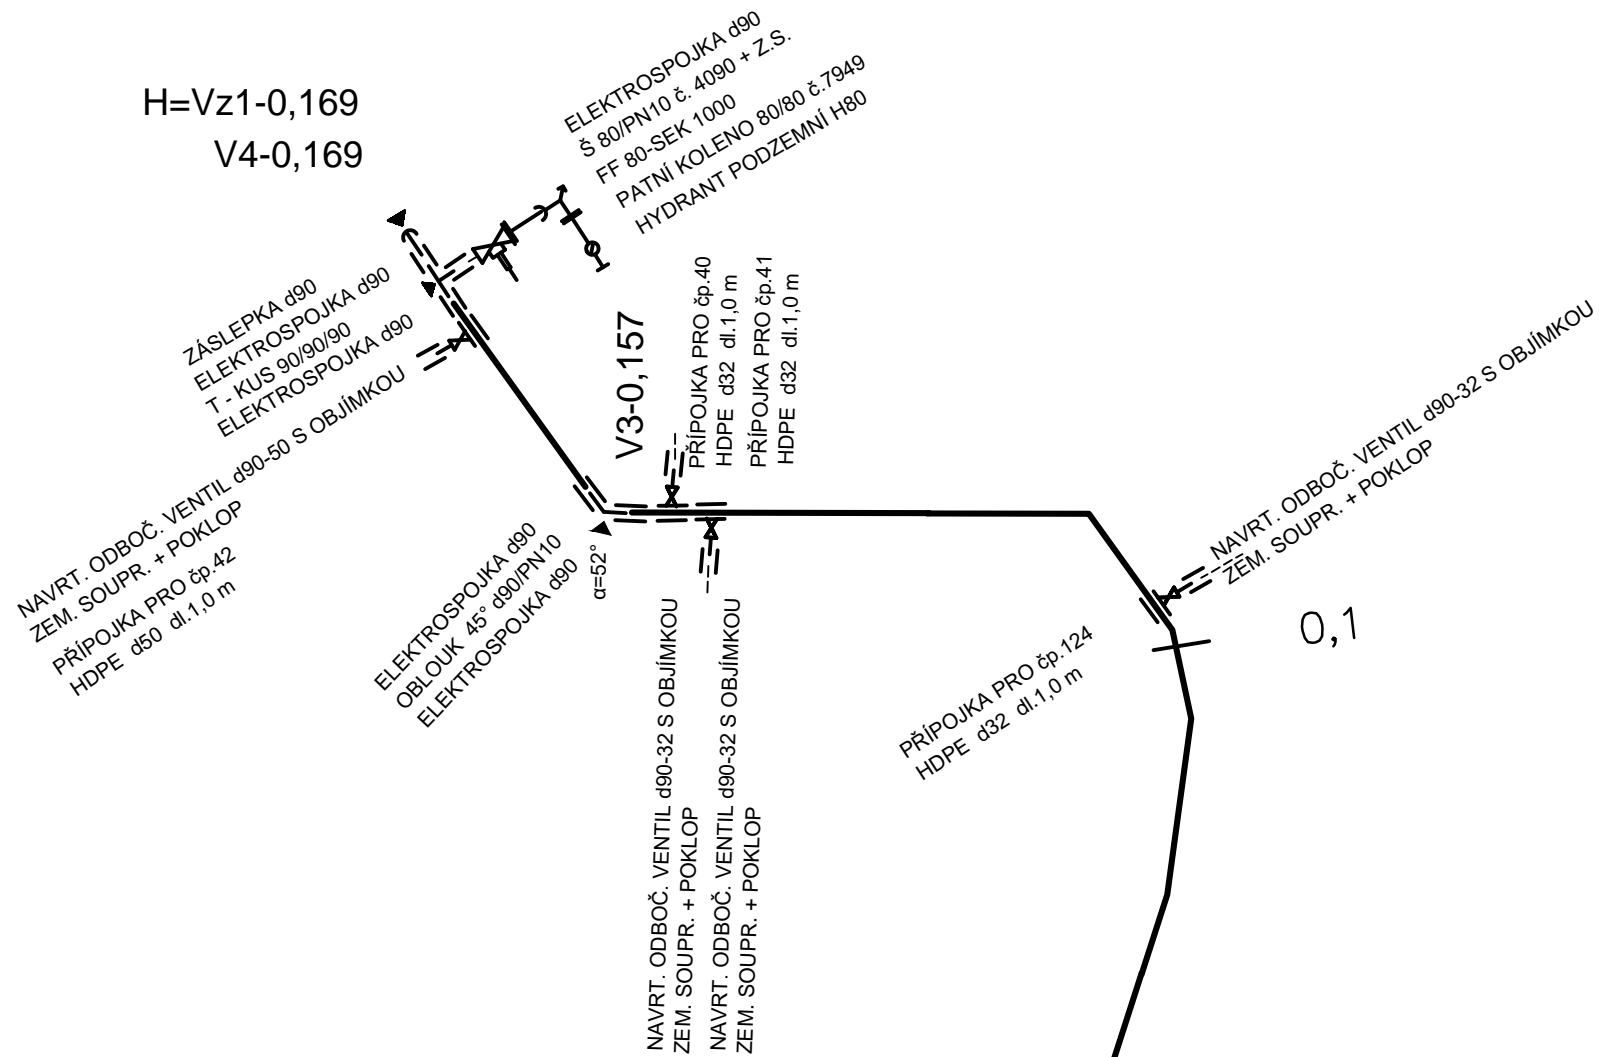 H=Vz1-0,169
V4-0,169
ELEKTROSPOJKA d90
Š 80/PN10 č. 4090 + Z.S.
FF 80-SEK 1000
PATNÍ KOLENO 80/80 č.7949
HYDRANT PODZEMNÍ H80
ZÁSLEPKA d90
ELEKTROSPOJKA d90
T - KUS 90/90/90
ELEKTROSPOJKA d90
NAVRT. ODBOČ. VENTIL d90-50 S OBJÍMKOU
ZEM. SOUPR. + POKLOP
PŘÍPOJKA PRO čp.42
HDPE d50 dl.1,0 m
V3-0,157
PŘÍPOJKA PRO čp.40
HDPE d32 dl.1,0 m
PŘÍPOJKA PRO čp.41
HDPE d32 dl.1,0 m
ELEKTROSPOJKA d90
OBLOUK 45° d90/PN10
ELEKTROSPOJKA d90
α=52°
NAVRT. ODBOČ. VENTIL d90-32 S OBJÍMKOU
ZEM. SOUPR. + POKLOP
NAVRT. ODBOČ. VENTIL d90-32 S OBJÍMKOU
ZEM. SOUPR. + POKLOP
NAVRT. ODBOČ. VENTIL d90-32 S OBJÍMKOU
ZEM. SOUPR. + POKLOP
PŘÍPOJKA PRO čp.124
HDPE d32 dl.1,0 m
0,1